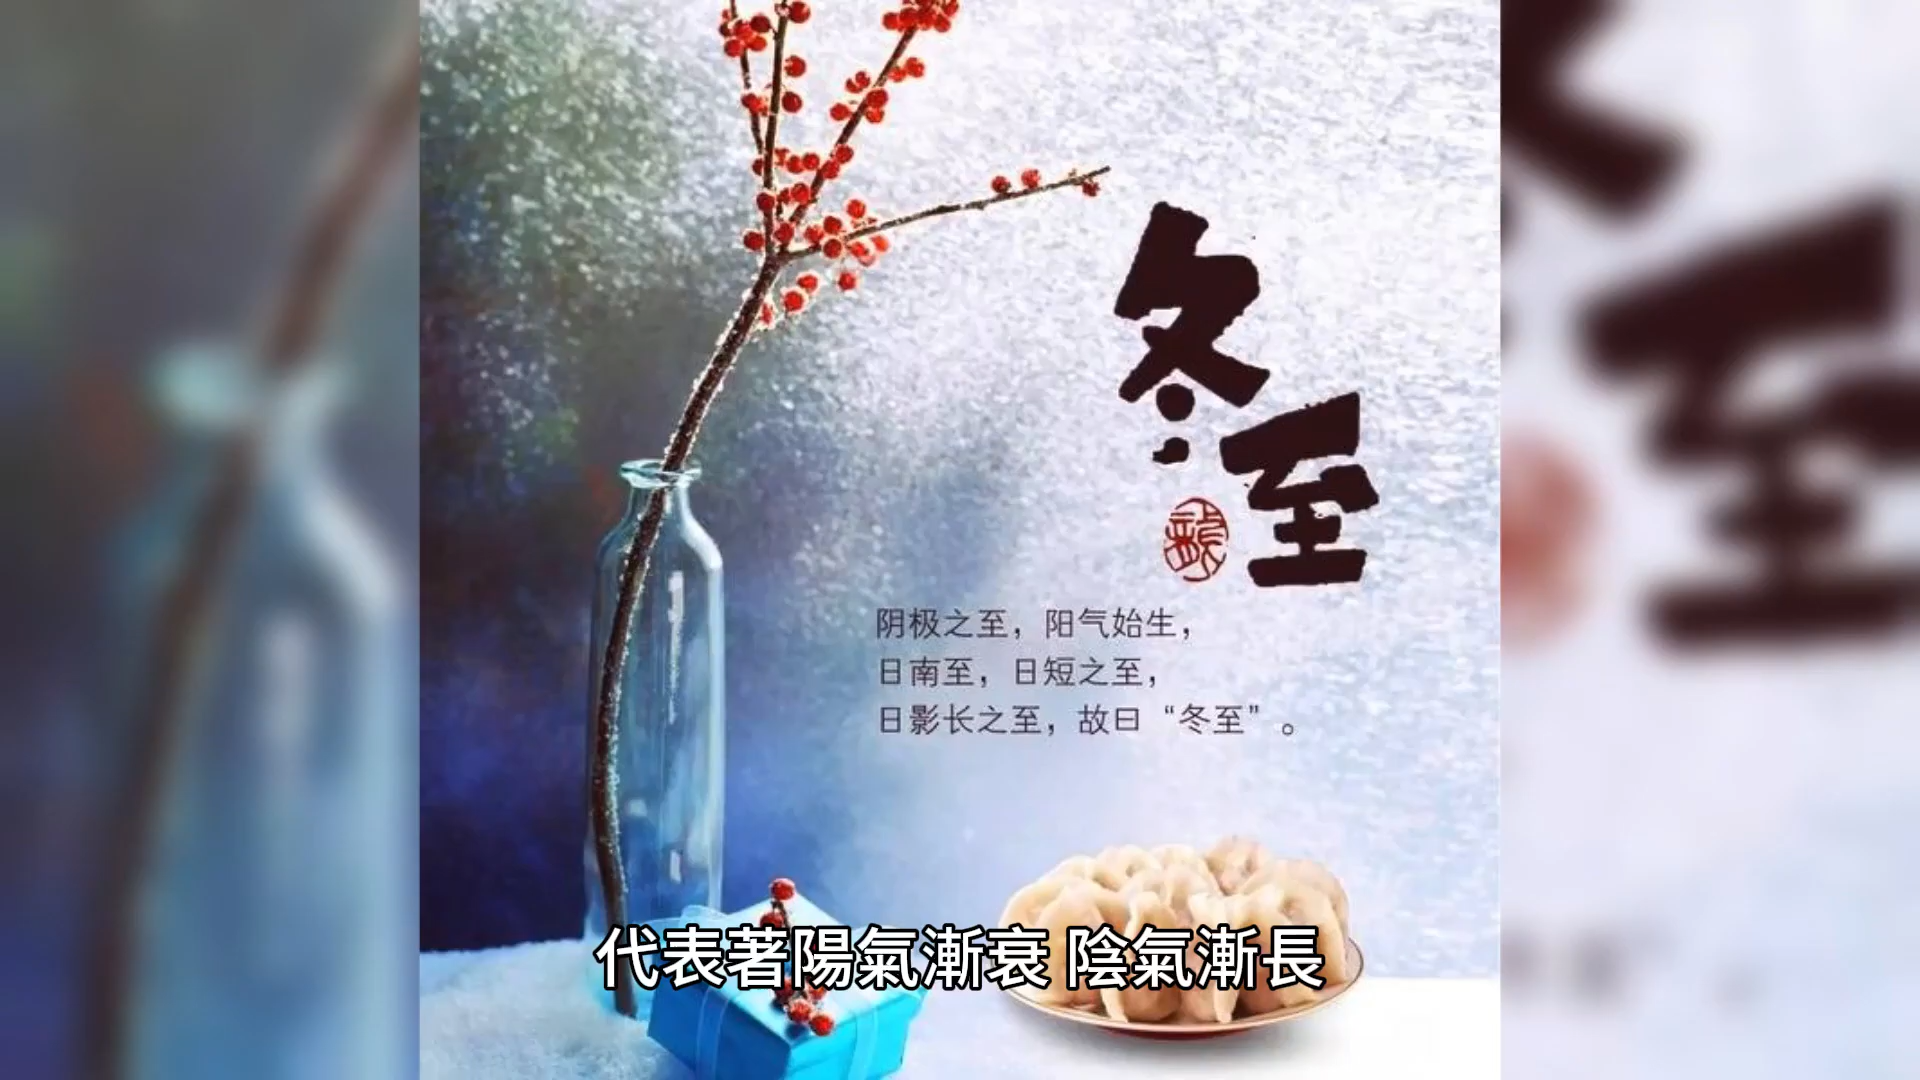 冬至
龍
阴极之至，阳气始生，
日南至，日短之至，
日影长之至，故曰“冬至”。
代表著陽氣漸衰 陰氣漸長